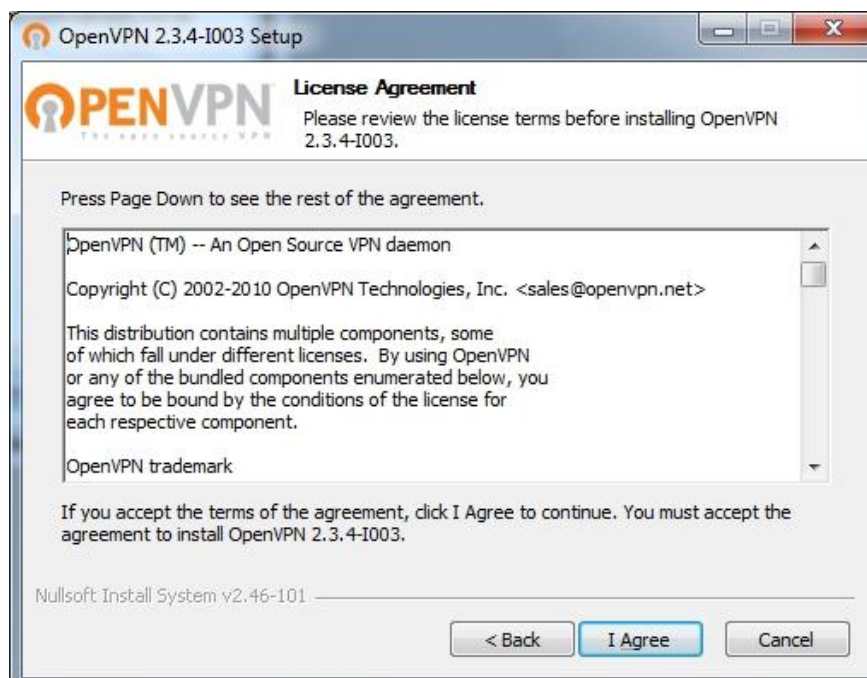 OpenVPN 2.3.4-I003 Setup
OPENVPN
The open source VPN
License Agreement
Please review the license terms before installing OpenVPN
2.3.4-I003.
Press Page Down to see the rest of the agreement.
OpenVPN (TM) -- An Open Source VPN daemon
Copyright (C) 2002-2010 OpenVPN Technologies, Inc. <sales@openvpn.net>
This distribution contains multiple components, some
of which fall under different licenses.  By using OpenVPN
or any of the bundled components enumerated below, you
agree to be bound by the conditions of the license for
each respective component.
OpenVPN trademark
If you accept the terms of the agreement, click I Agree to continue. You must accept the
agreement to install OpenVPN 2.3.4-I003.
Nullsoft Install System v2.46-101
< Back
I Agree
Cancel